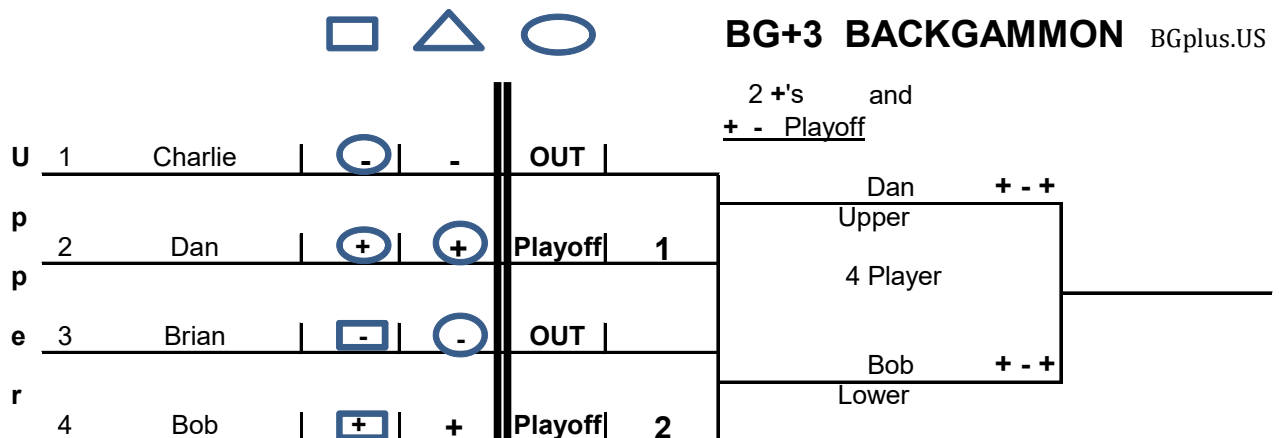 BG+3 BACKGAMMON BGplus.US
2 +'s and
+ - Playoff
U 1 Charlie - - OUT
Dan + - +
Upper
p
2 Dan + + Playoff 1
4 Player
p
e 3 Brian - - OUT
Bob + - +
Lower
r
4 Bob + + Playoff 2